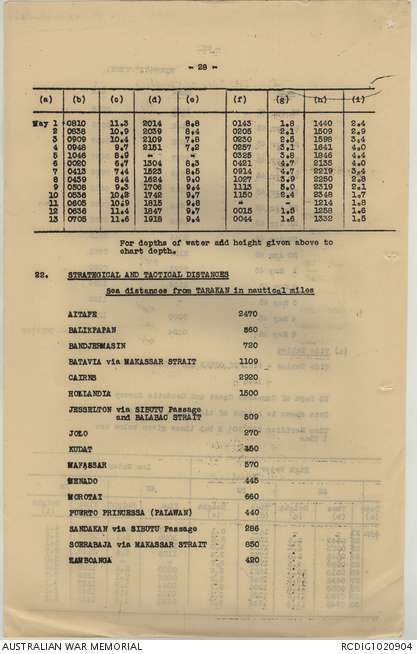 - 28 -
(a) (b) (c) (d) (e) (f) (g) (h) (i)
May 1 0810 11.3 2014 8.8 0143 1.8 1440 2.4
2 0838 10.9 2039 8.4 0205 2.1 1509 2.9
3 0909 10.4 2109 7.8 0230 2.5 1598 3.4
4 0948 9.7 2151 7.2 0257 3.1 1641 4.0
5 1046 8.9 - - 0325 3.8 1846 4.4
6 0020 6.7 1304 8.3 0421 4.7 2135 4.0
7 0413 7.4 1523 8.5 0914 4.7 2219 3.4
8 0459 8.4 1624 9.0 1027 3.9 2250 2.8
9 0508 9.3 1706 9.4 1113 3.0 2319 2.1
10 0536 10.2 1742 9.7 1150 2.4 2348 1.7
11 0605 10.9 1815 9.8 - - 1214 1.8
12 0636 11.4 1847 9.7 0015 1.5 1258 1.6
13 0705 11.6 1918 9.4 0044 1.6 1332 1.5
For depths of water add height given above to
chart depth.
22. STRATEGICAL AND TACTICAL DISTANCES
Sea distances from TARAKAN in nautical miles
AITAPE 2470
BALIKPAPAN 360
BANDJERMASIN 720
BATAVIA via MAKASSAR STRAIT 1109
CAIRNS 2920
HOLLANDIA 1500
JESSELTON via SIBUTU Passage
and BALABAC STRAIT 509
JOLO 270
KUDAT 350
MAFASSAR 570
MENADO 445
MOROTAI 660
PUERTO PRINCESSA (PALAWAN) 440
SANDAKAN via SIBUTU Passage 286
SOERABAJA via MAKASSAR STRAIT 850
ZAMBOANGA 420
AUSTRALIAN WAR MEMORIAL RCDIG1020904